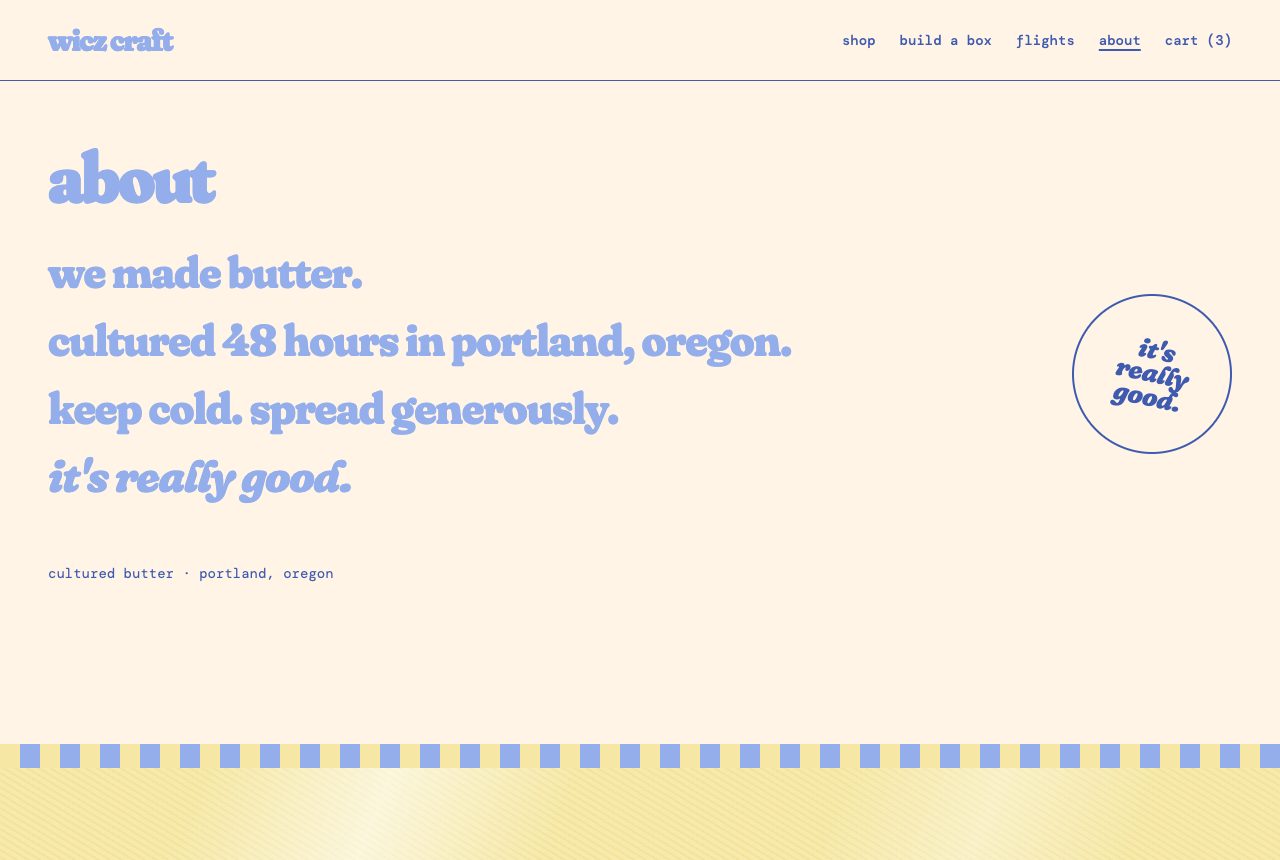 wicz craft
shop build a box flights about cart (3)
about
we made butter.
cultured 48 hours in portland, oregon.
keep cold. spread generously.
it's really good.
it's
really
good.
cultured butter · portland, oregon